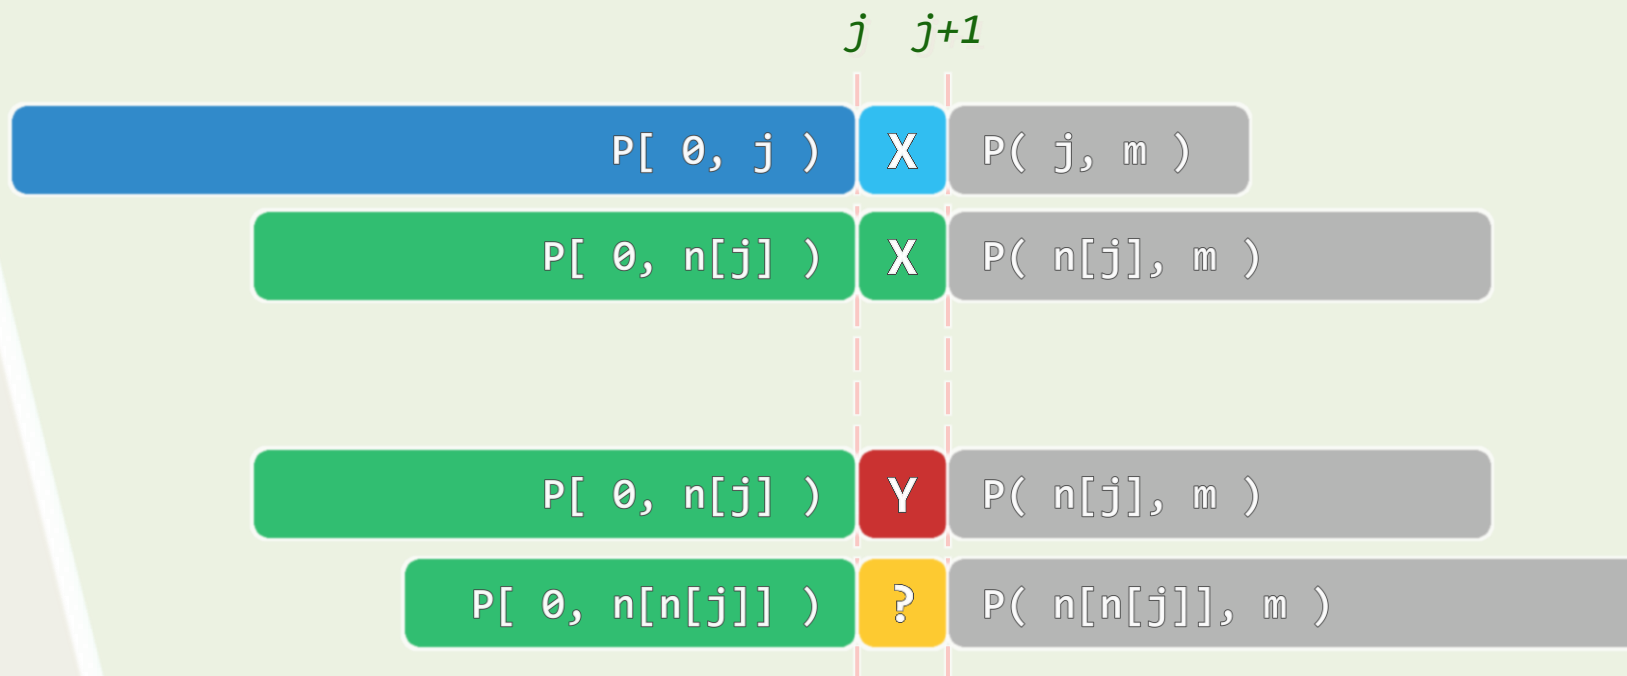 j j+1
P[ 0, j ) X P( j, m )
P[ 0, n[j] ) X P( n[j], m )
P[ 0, n[j] ) Y P( n[j], m )
P[ 0, n[n[j]] ) ? P( n[n[j]], m )